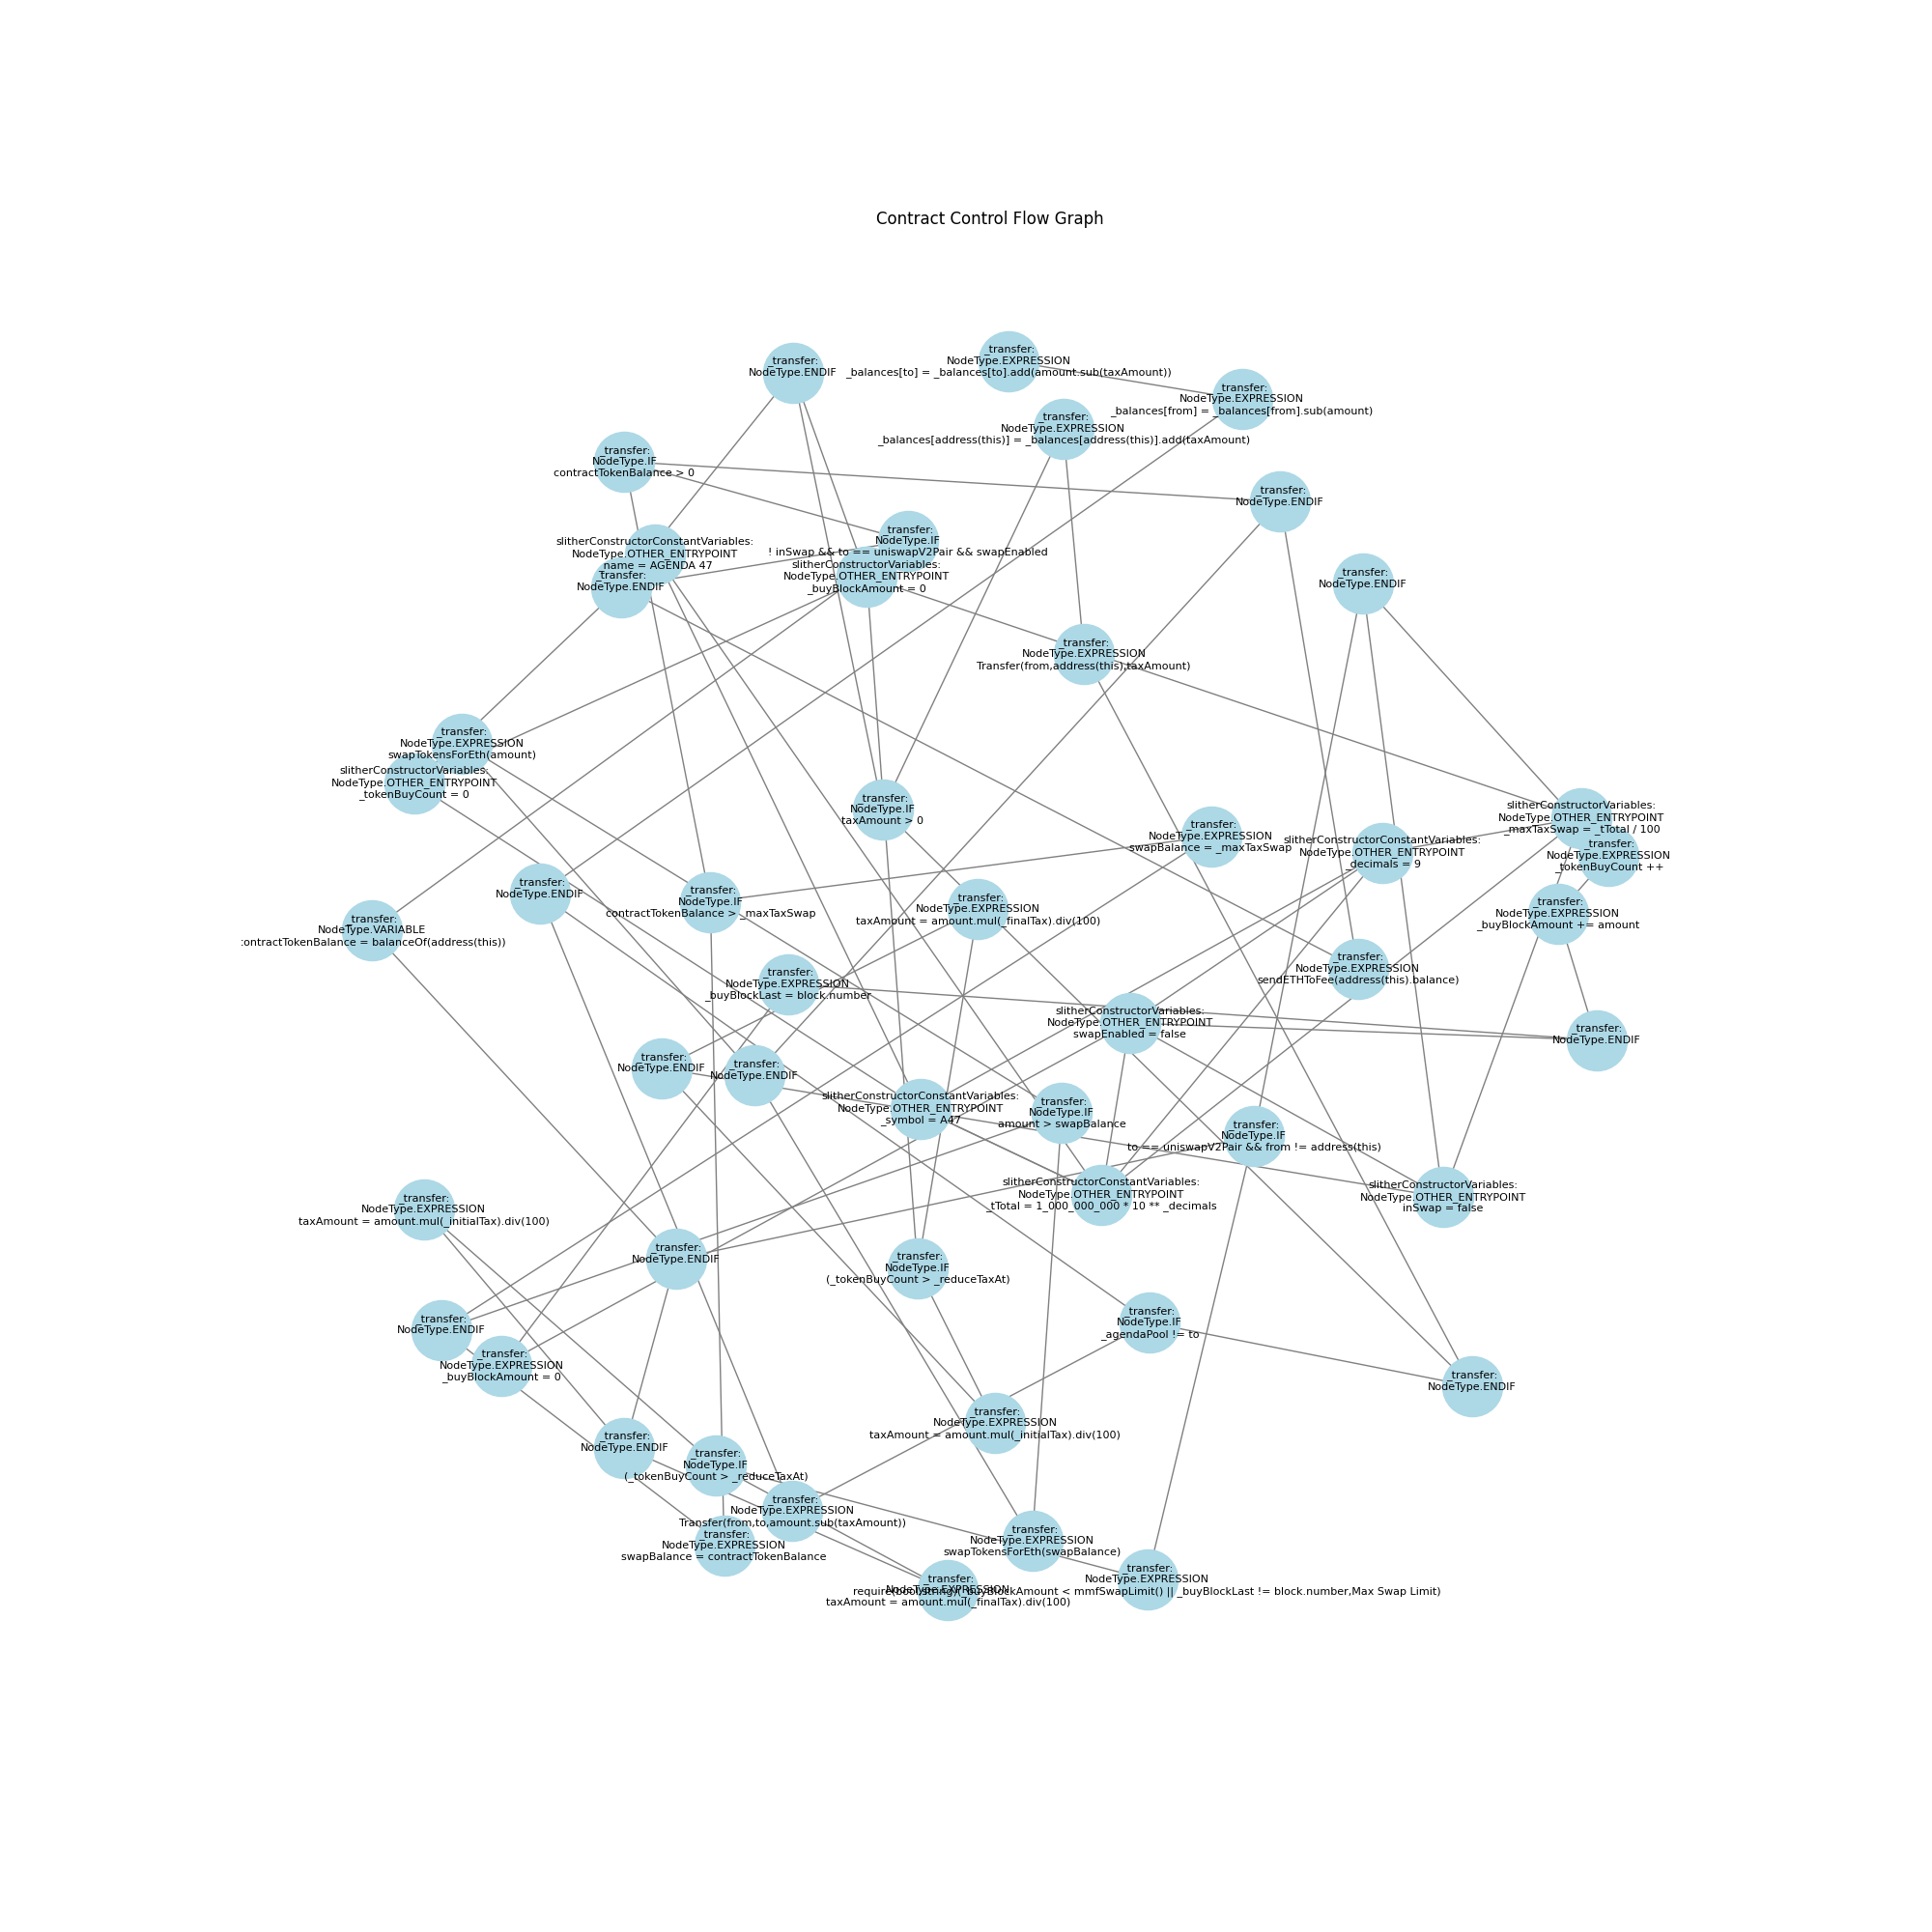 Contract Control Flow Graph
_transfer:
NodeType.EXPRESSION
_balances[to] = _balances[to].add(amount.sub(taxAmount))
_transfer:
NodeType.ENDIF
_transfer:
NodeType.EXPRESSION
_balances[from] = _balances[from].sub(amount)
_transfer:
NodeType.EXPRESSION
_balances[address(this)] = _balances[address(this)].add(taxAmount)
_transfer:
NodeType.IF
contractTokenBalance > 0
_transfer:
NodeType.ENDIF
_transfer:
NodeType.IF
! inSwap && to == uniswapV2Pair && swapEnabled
slitherConstructorConstantVariables:
NodeType.OTHER_ENTRYPOINT
_name = AGENDA 47
_transfer:
NodeType.ENDIF
slitherConstructorVariables:
NodeType.OTHER_ENTRYPOINT
_buyBlockAmount = 0
_transfer:
NodeType.ENDIF
_transfer:
NodeType.EXPRESSION
Transfer(from,address(this),taxAmount)
_transfer:
NodeType.EXPRESSION
swapTokensForEth(amount)
slitherConstructorVariables:
NodeType.OTHER_ENTRYPOINT
_tokenBuyCount = 0
_transfer:
NodeType.IF
taxAmount > 0
slitherConstructorVariables:
NodeType.OTHER_ENTRYPOINT
_maxTaxSwap = _tTotal / 100
_transfer:
NodeType.EXPRESSION
swapBalance = _maxTaxSwap
slitherConstructorConstantVariables:
NodeType.OTHER_ENTRYPOINT
_decimals = 9
_transfer:
NodeType.EXPRESSION
_tokenBuyCount ++
_transfer:
NodeType.ENDIF
_transfer:
NodeType.IF
contractTokenBalance > _maxTaxSwap
_transfer:
NodeType.EXPRESSION
taxAmount = amount.mul(_finalTax).div(100)
_transfer:
NodeType.EXPRESSION
_buyBlockAmount += amount
_transfer:
NodeType.VARIABLE
contractTokenBalance = balanceOf(address(this))
_transfer:
NodeType.EXPRESSION
sendETHToFee(address(this).balance)
_transfer:
NodeType.EXPRESSION
_buyBlockLast = block.number
slitherConstructorVariables:
NodeType.OTHER_ENTRYPOINT
swapEnabled = false
_transfer:
NodeType.ENDIF
_transfer:
NodeType.ENDIF
_transfer:
NodeType.ENDIF
slitherConstructorConstantVariables:
NodeType.OTHER_ENTRYPOINT
_symbol = A47
_transfer:
NodeType.IF
amount > swapBalance
_transfer:
NodeType.IF
to == uniswapV2Pair && from != address(this)
slitherConstructorConstantVariables:
NodeType.OTHER_ENTRYPOINT
_tTotal = 1_000_000_000 * 10 ** _decimals
slitherConstructorVariables:
NodeType.OTHER_ENTRYPOINT
inSwap = false
_transfer:
NodeType.EXPRESSION
taxAmount = amount.mul(_initialTax).div(100)
_transfer:
NodeType.ENDIF
_transfer:
NodeType.IF
(_tokenBuyCount > _reduceTaxAt)
_transfer:
NodeType.ENDIF
_transfer:
NodeType.IF
_agendaPool != to
_transfer:
NodeType.EXPRESSION
_buyBlockAmount = 0
_transfer:
NodeType.ENDIF
_transfer:
NodeType.EXPRESSION
taxAmount = amount.mul(_initialTax).div(100)
_transfer:
NodeType.ENDIF
_transfer:
NodeType.IF
(_tokenBuyCount > _reduceTaxAt)
_transfer:
NodeType.EXPRESSION
Transfer(from,to,amount.sub(taxAmount))
_transfer:
NodeType.EXPRESSION
swapBalance = contractTokenBalance
_transfer:
NodeType.EXPRESSION
swapTokensForEth(swapBalance)
_transfer:
NodeType.EXPRESSION
require(bool,string)(_buyBlockAmount < mmfSwapLimit() || _buyBlockLast != block.number,Max Swap Limit)
_transfer:
NodeType.EXPRESSION
taxAmount = amount.mul(_finalTax).div(100)